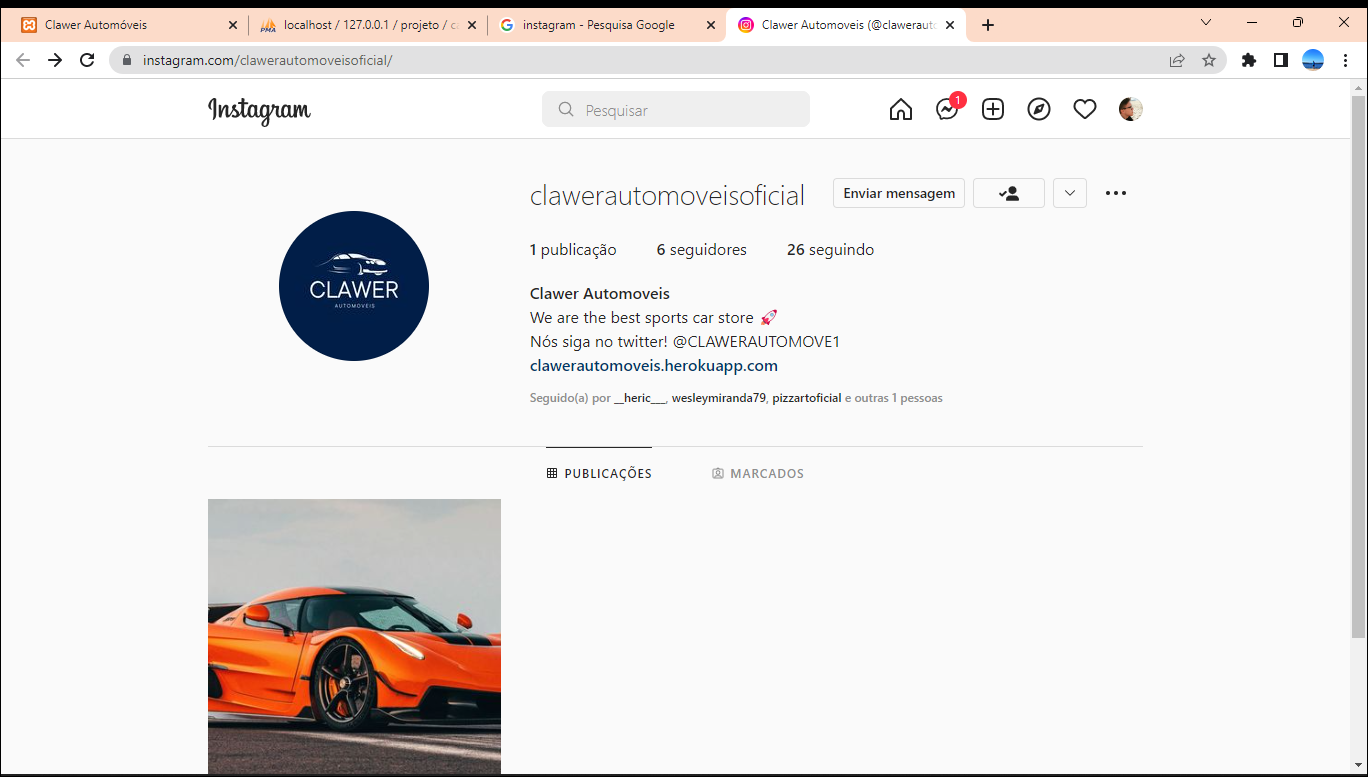 Clawer Automóveis
localhost / 127.0.0.1 / projeto / ca
instagram - Pesquisa Google
Clawer Automoveis (@clawerauto
instagram.com/clawerautomoveisoficial/
Instagram
Pesquisar
1
clawerautomoveisoficial
Enviar mensagem
1 publicação
6 seguidores
26 seguindo
CLAWER
AUTOMOVEIS
Clawer Automoveis
We are the best sports car store 🚀
Nós siga no twitter! @CLAWERAUTOMOVE1
clawerautomoveis.herokuapp.com
Seguido(a) por __heric___, wesleymiranda79, pizzartoficial e outras 1 pessoas
PUBLICAÇÕES
MARCADOS